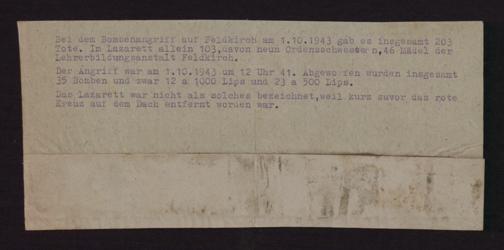 Bei dem Bombenangriff auf Feldkirch am 1.10.1943 gab es insgesamt 203
Tote. Im Lazarett allein 103,davon neun Ordensschwestern,46 Mädel der
Lehrerbildungsanstalt Feldkirch.
Der Angriff war am 1.10.1943 um 12 Uhr 41. Abgeworfen wurden insgesamt
35 Bomben und zwar 12 a 1000 Lips und 23 a 500 Lips.
Das Lazarett war nicht als solches bezeichnet,weil kurz zuvor das rote
Kreuz auf dem Dach entfernt worden war.